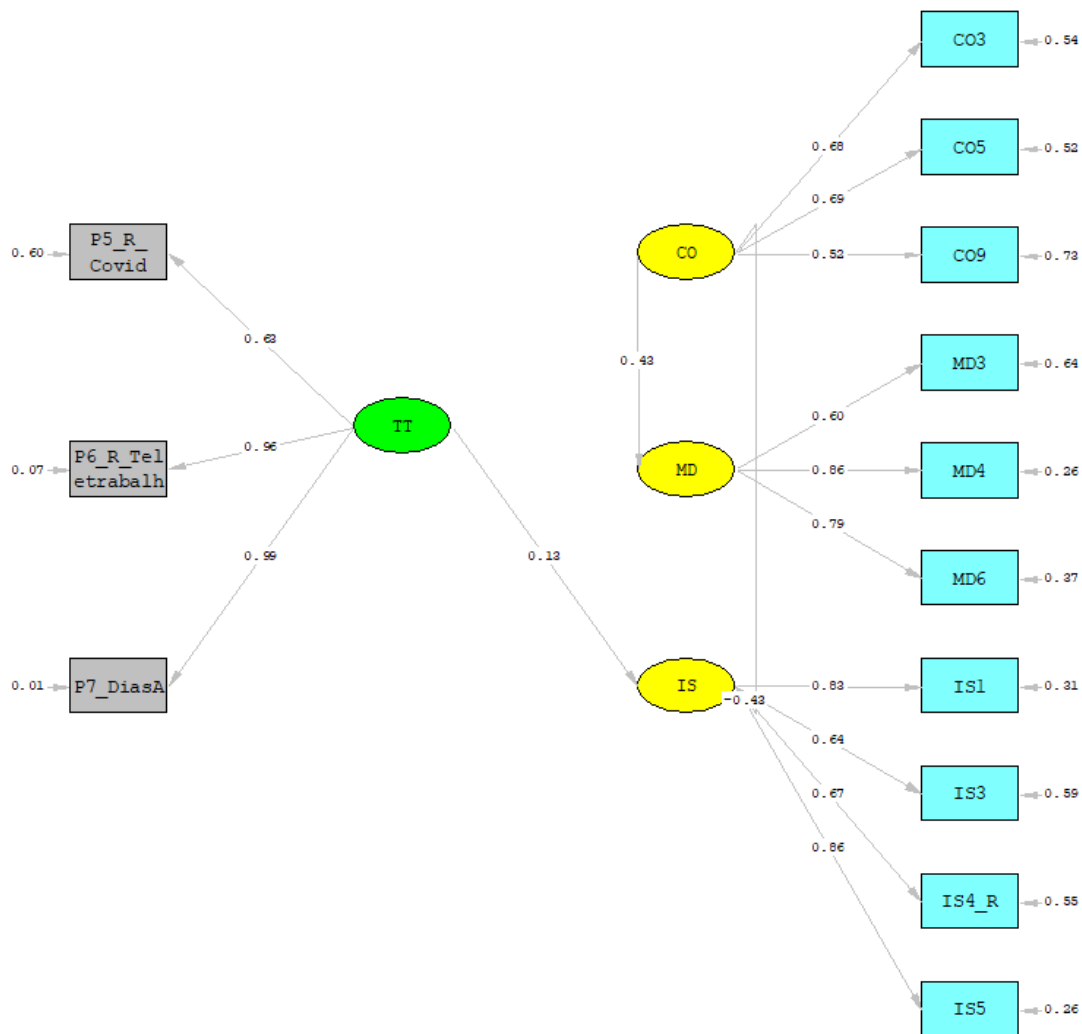 CO3
0.54
0.68
CO5
0.52
0.69
P5_R_
Covid
0.60
CO
0.52
CO9
0.73
0.63
0.43
MD3
0.64
0.60
TT
0.96
P6_R_Tel
etrabalh
0.07
MD
0.86
MD4
0.26
0.79
0.99
0.13
MD6
0.37
0.01
P7_DiasA
IS
-0.43
0.83
IS1
0.31
0.64
0.67
IS3
0.59
0.86
IS4_R
0.55
IS5
0.26